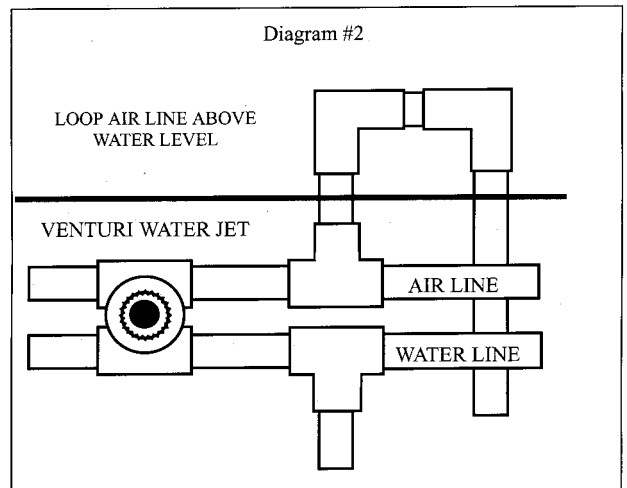 Diagram #2
LOOP AIR LINE ABOVE
WATER LEVEL
VENTURI WATER JET
AIR LINE
WATER LINE